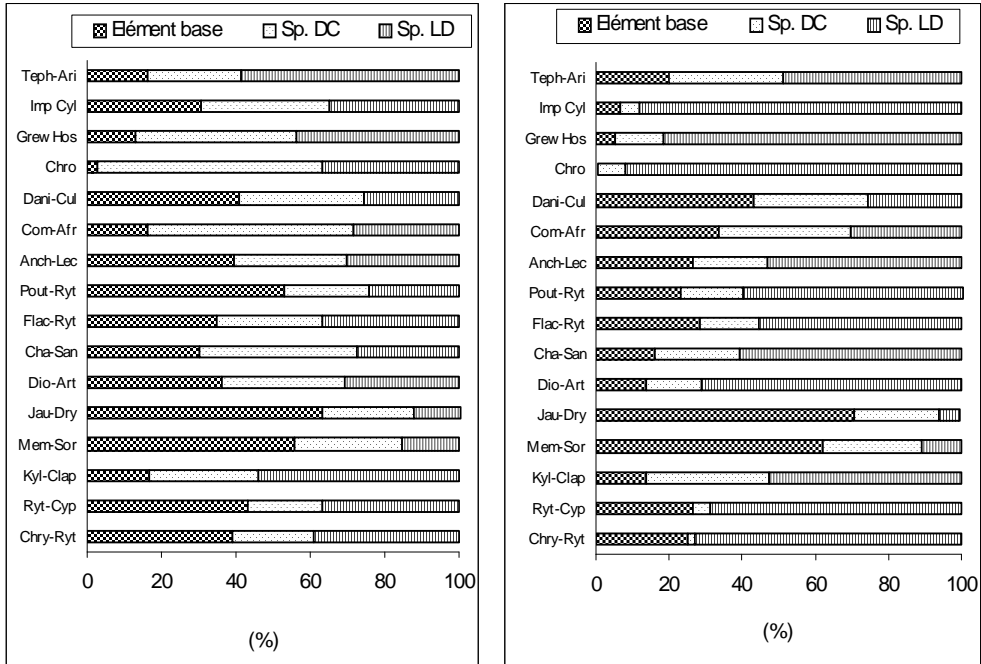 Elément base Sp. DC Sp. LD
Teph-Ari
Imp Cyl
Grew Hos
Chro
Dani-Cul
Com-Afr
Anch-Lec
Pout-Ryt
Flac-Ryt
Cha-San
Dio-Art
Jau-Dry
Mem-Sor
Kyl-Clap
Ryt-Cyp
Chry-Ryt
0 20 40 60 80 100
(%)
Elément base Sp. DC Sp. LD
Teph-Ari
Imp Cyl
Grew Hos
Chro
Dani-Cul
Com-Afr
Anch-Lec
Pout-Ryt
Flac-Ryt
Cha-San
Dio-Art
Jau-Dry
Mem-Sor
Kyl-Clap
Ryt-Cyp
Chry-Ryt
0 20 40 60 80 100
(%)